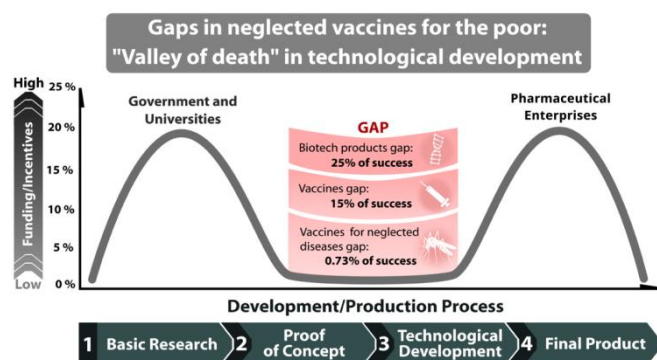 Gaps in neglected vaccines for the poor:
"Valley of death" in technological development
High
Funding/Incentives
Low
25 %
20 %
15 %
10 %
5 %
0 %
Government and
Universities
GAP
Biotech products gap:
25% of success
Vaccines gap:
15% of success
Vaccines for neglected
diseases gap:
0.73% of success
Pharmaceutical
Enterprises
Development/Production Process
1 Basic Research
2 Proof
of Concept
3 Technological
Development
4 Final Product